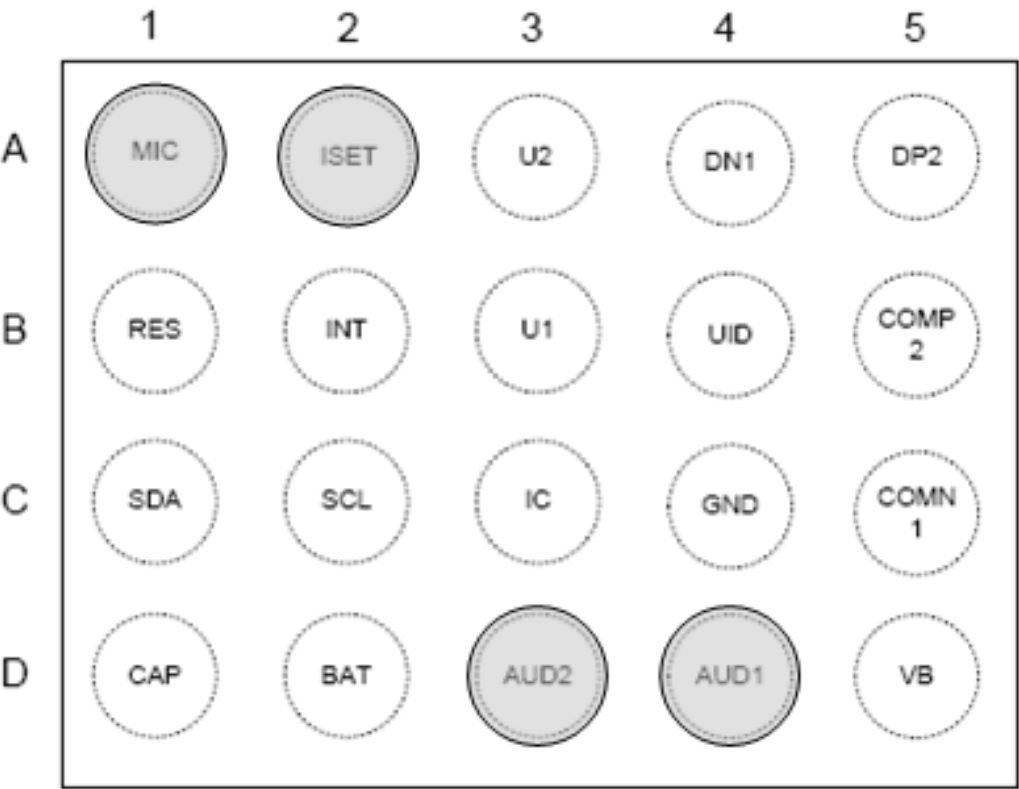 1 2 3 4 5
A MIC ISET U2 DN1 DP2
B RES INT U1 UID COMP
2
C SDA SCL IC GND COMN
1
D CAP BAT AUD2 AUD1 VB